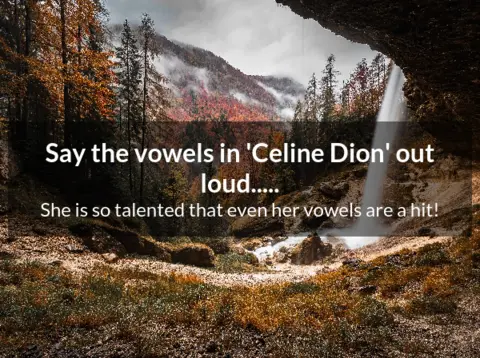 Say the vowels in 'Celine Dion' out
loud.....
She is so talented that even her vowels are a hit!